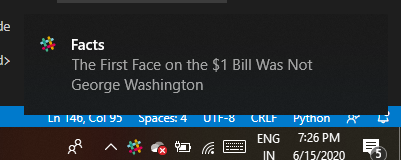 de
Facts
The First Face on the $1 Bill Was Not
George Washington
d>
Ln 146, Col 95 Spaces: 4 UTF-8 CRLF Python
ENG 7:26 PM
IN 6/15/2020 5